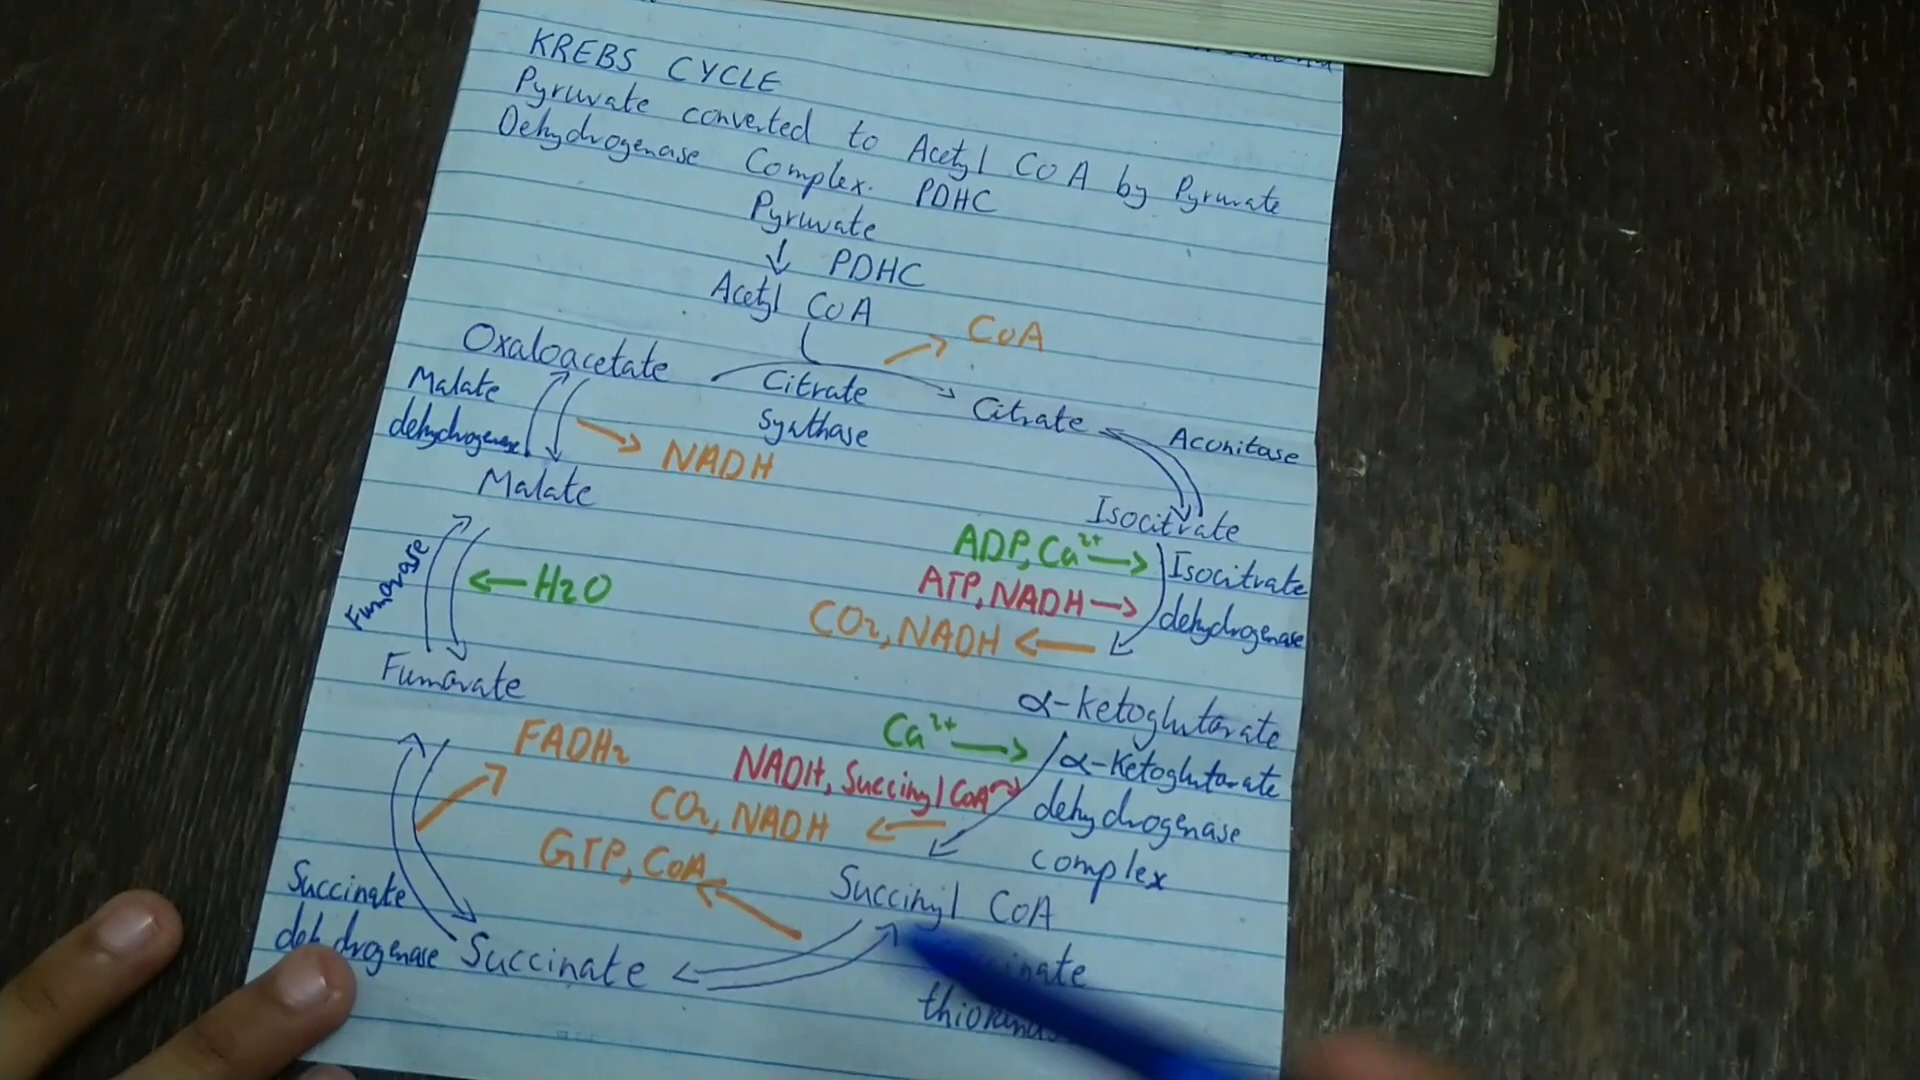 KREBS CYCLE
Pyruvate converted to Acetyl CoA by Pyruvate
Dehydrogenase Complex. PDHC
Pyruvate
↓ PDHC
Acetyl CoA
CoA
Oxaloacetate
Citrate
Synthase
Citrate
Malate
dehydrogenase
NADH
Aconitase
Malate
Isocitrate
ADP, Ca²⁺
ATP, NADH
CO₂, NADH
Isocitrate
dehydrogenase
Fumarase
H2O
Fumarate
α-ketoglutarate
Ca²⁺
NADH, Succinyl CoA
CO₂, NADH
α-Ketoglutarate
dehydrogenase
complex
FADH₂
GTP, CoA
Succinyl CoA
Succinate
dehydrogenase
Succinate